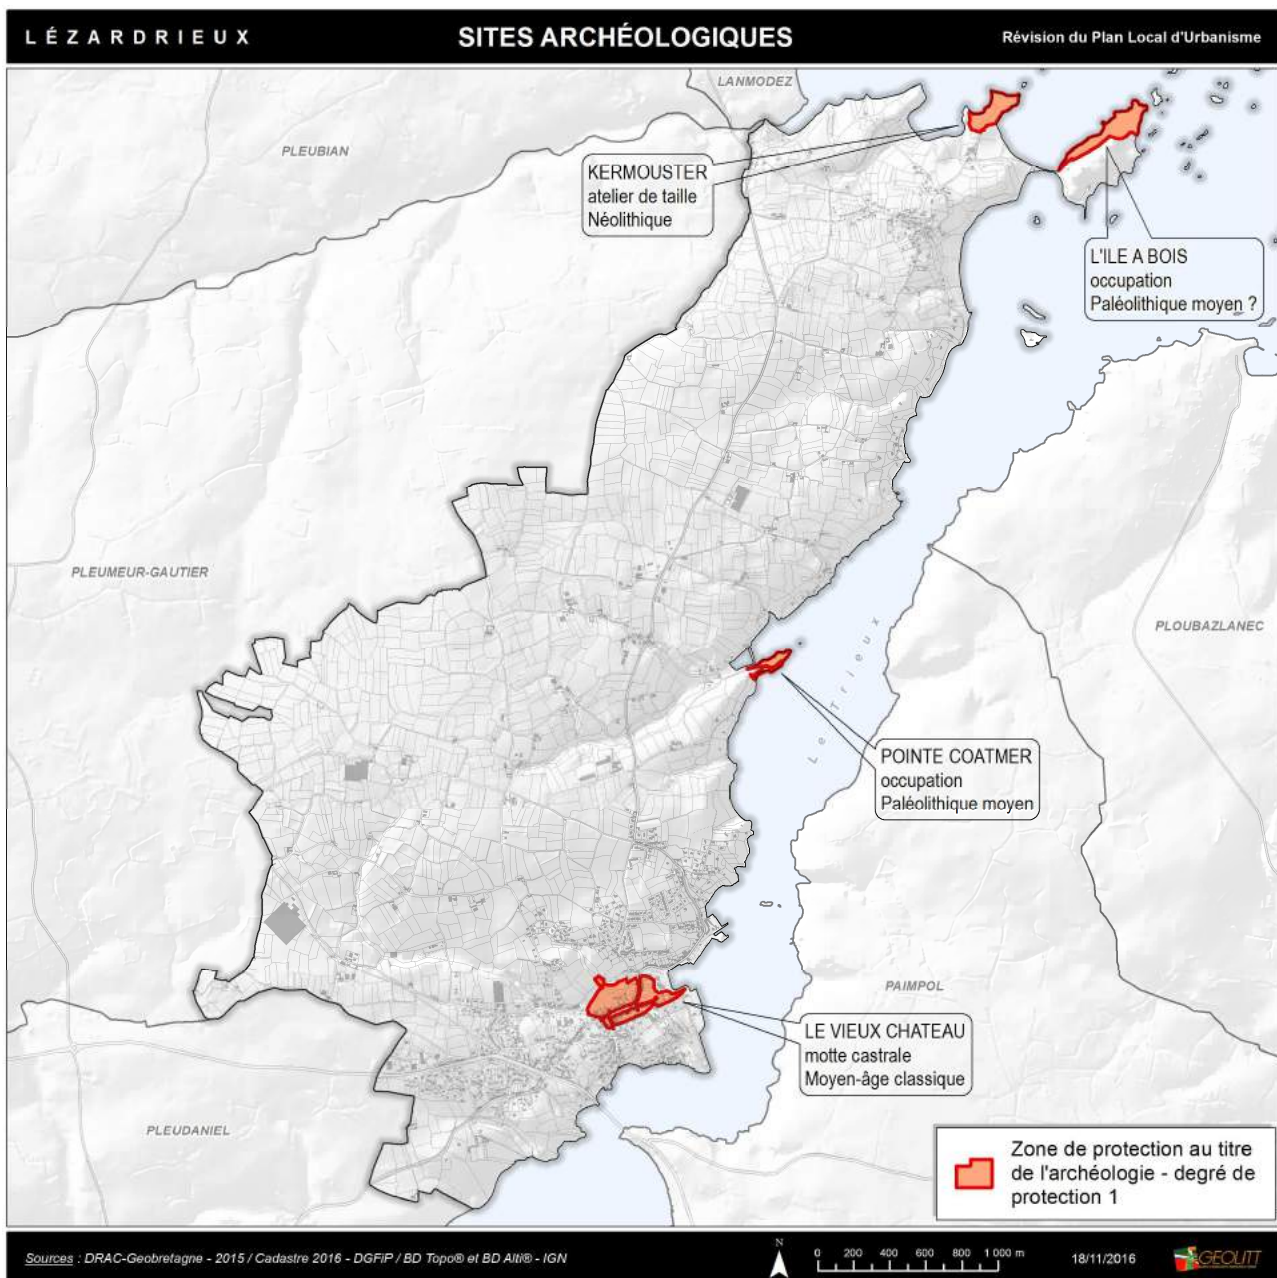 LÉZARDRIEUX
SITES ARCHÉOLOGIQUES
Révision du Plan Local d'Urbanisme
LANMODEZ
PLEUBIAN
KERMOUSTER
atelier de taille
Néolithique
L'ILE A BOIS
occupation
Paléolithique moyen ?
PLEUMEUR-GAUTIER
PLOUBAZLANEC
Le Trieux
POINTE COATMER
occupation
Paléolithique moyen
PAIMPOL
LE VIEUX CHATEAU
motte castrale
Moyen-âge classique
PLEUDANIEL
Zone de protection au titre
de l'archéologie - degré de
protection 1
Sources : DRAC-Geobretagne - 2015 / Cadastre 2016 - DGFiP / BD Topo® et BD Alti® - IGN
N
0 200 400 600 800 1 000 m
18/11/2016
GEOLITT